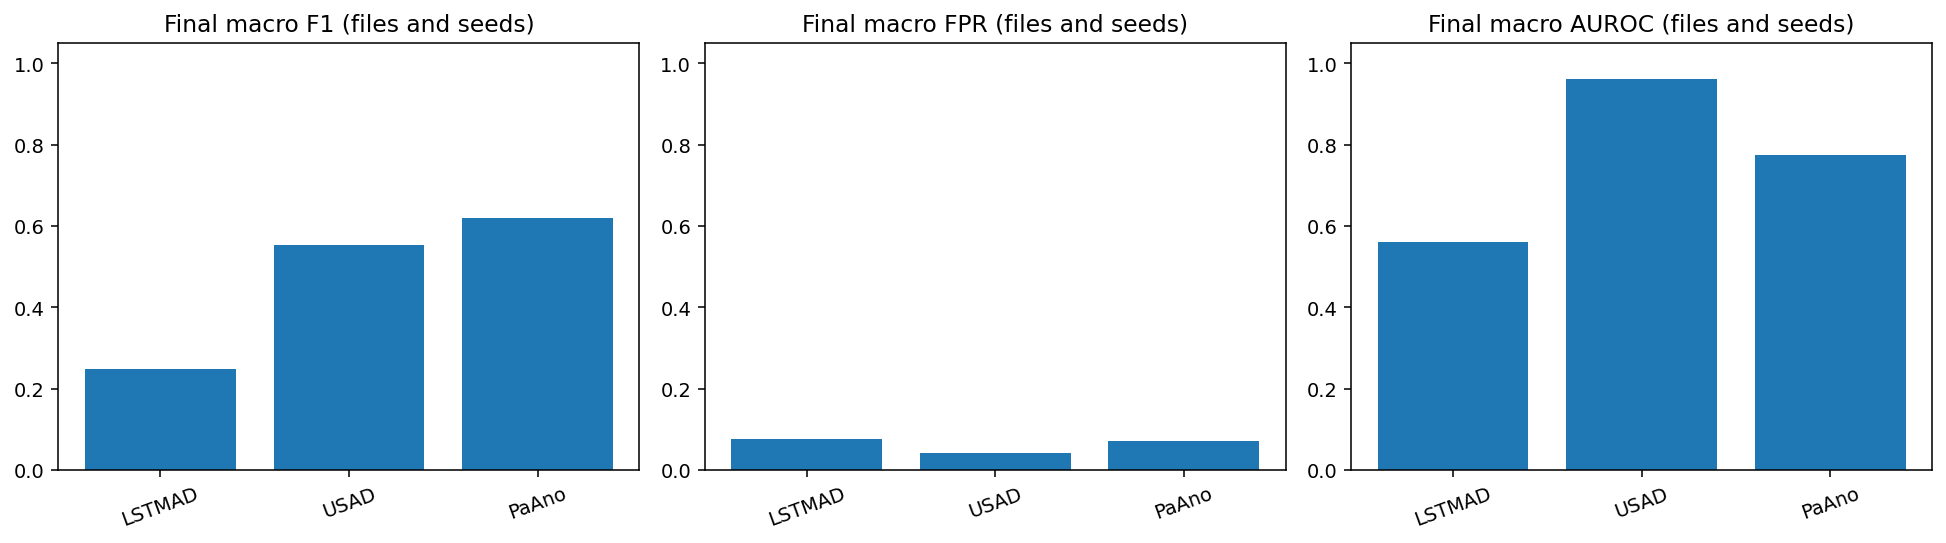 Final macro F1 (files and seeds)
1.0
0.8
0.6
0.4
0.2
0.0
LSTMAD
USAD
PaAno
Final macro FPR (files and seeds)
1.0
0.8
0.6
0.4
0.2
0.0
LSTMAD
USAD
PaAno
Final macro AUROC (files and seeds)
1.0
0.8
0.6
0.4
0.2
0.0
LSTMAD
USAD
PaAno